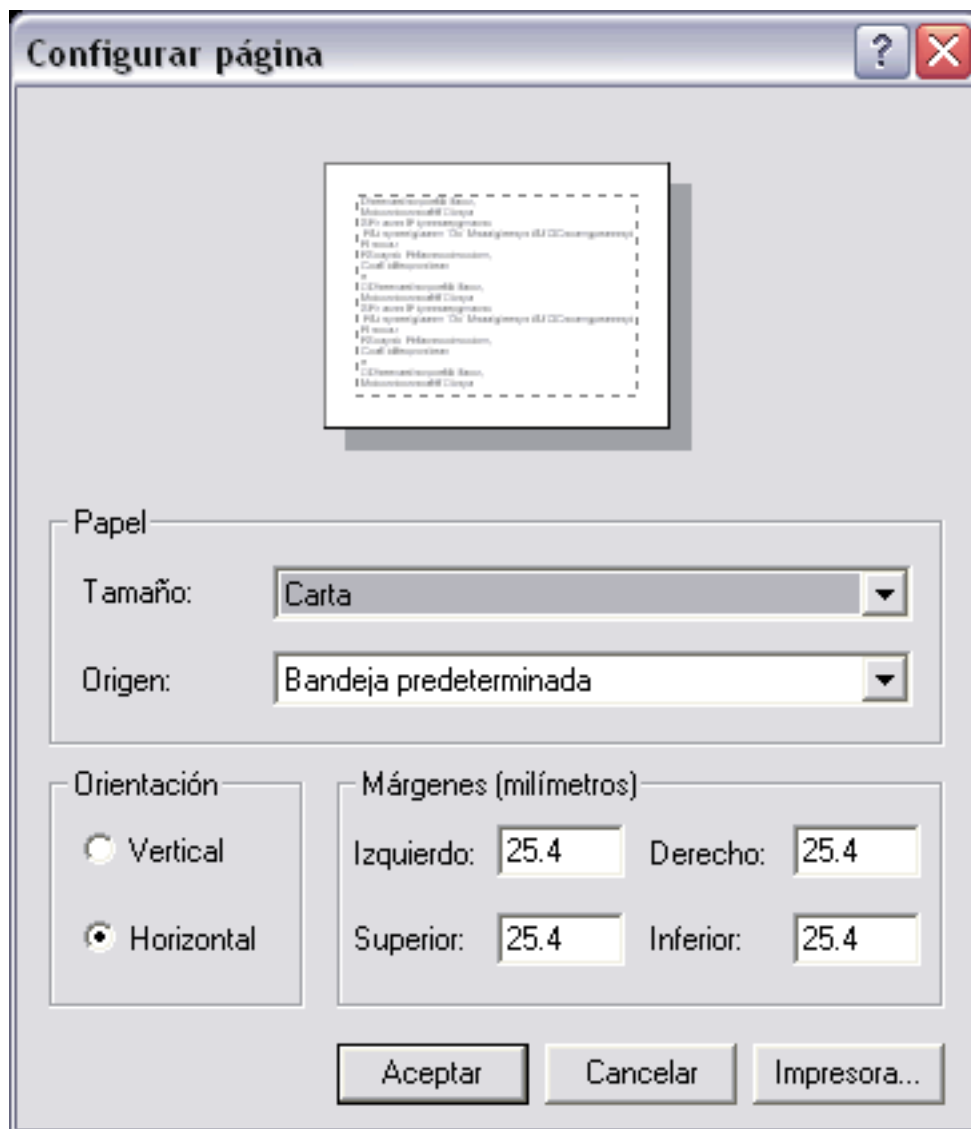 Configurar página
Papel
Tamaño: Carta
Origen: Bandeja predeterminada
Orientación
Vertical
Horizontal
Márgenes (milímetros)
Izquierdo: 25.4 Derecho: 25.4
Superior: 25.4 Inferior: 25.4
Aceptar Cancelar Impresora...